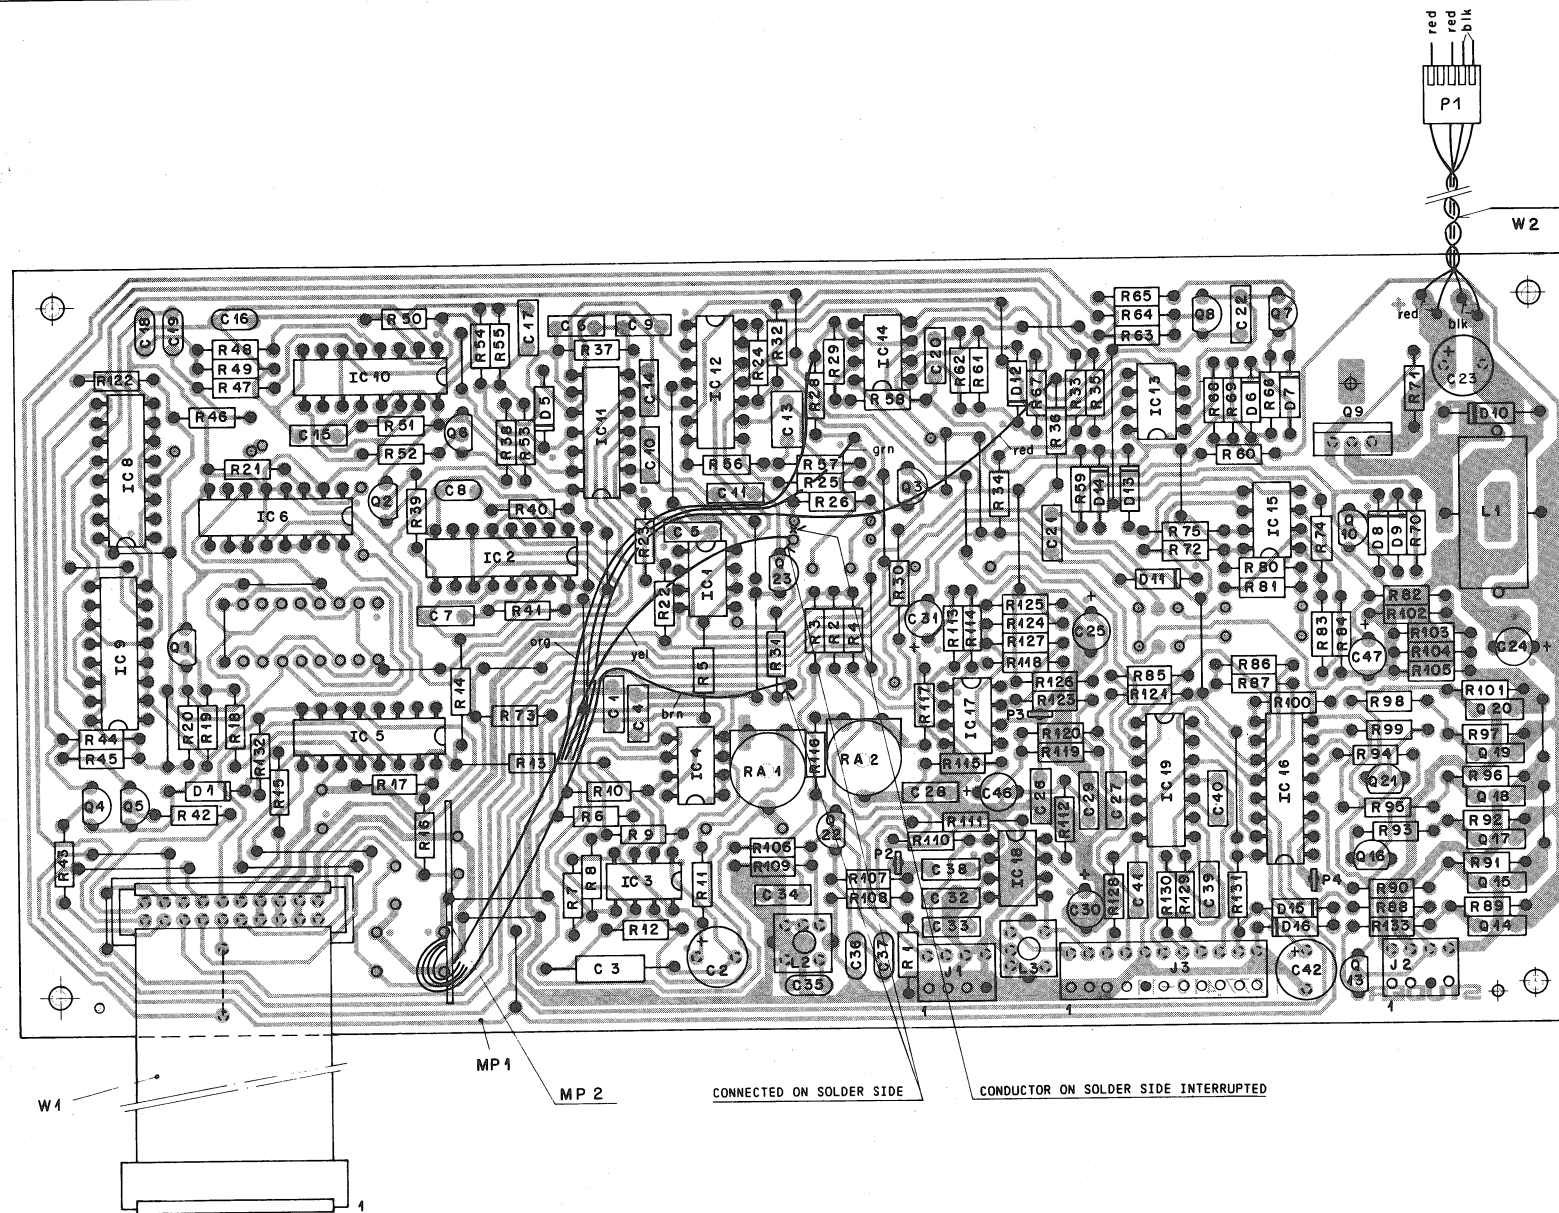 red
red
blk
P1
W2
red
blk
C18
C19
C16
R50
R54
R55
C17
C6
C9
R37
IC12
R24
R32
R29
IC14
C20
R62
R61
D12
R67
R33
R35
R65
R64
R63
Q8
C22
Q7
C23
R48
R49
R47
IC10
R122
R46
C15
R51
R52
Q6
R38
R53
D5
IC11
C14
C10
C13
R28
R58
R36
IC13
R68
R69
D6
R66
D7
Q9
R71
D10
IC8
R21
IC6
Q2
R39
C8
R40
R56
C11
R57
R25
R26
grn
Q3
red
R34
R59
D14
D13
R60
IC15
L1
IC2
R23
C5
IC1
R22
Q23
R30
C21
R75
R72
D11
R80
R81
R74
Q10
D8
D9
R70
C7
R41
org
yel
R5
R31
R3
R2
R4
C31
R113
R114
R125
R124
R127
R118
C25
R83
R84
R82
R102
R103
R104
R105
C47
C24
IC9
Q1
R14
R73
C1
C4
brn
R126
R123
R85
R121
R86
R87
R100
R98
R101
Q20
R20
R19
R18
R132
IC5
R44
R45
R13
IC4
RA1
R116
RA2
R117
IC17
P3
R120
R119
R115
IC19
IC16
R99
R94
Q21
R97
Q19
R96
Q18
Q4
Q5
D1
R42
R15
R17
R16
R10
R6
R9
Q22
C28
C46
C26
R112
C29
C27
C40
R95
R93
Q16
R92
Q17
R43
R7
R8
IC3
R11
R106
R109
C34
R111
R110
P2
R107
R108
C38
C32
C33
IC18
C30
R128
C41
R130
R129
C39
R131
P4
D15
D16
R90
R88
R133
R91
Q15
R89
Q14
R12
C2
C3
L2
C35
C36
C37
R1
J1
L3
J3
C42
J2
1
1
1
MP1
MP2
W1
CONNECTED ON SOLDER SIDE
CONDUCTOR ON SOLDER SIDE INTERRUPTED
1